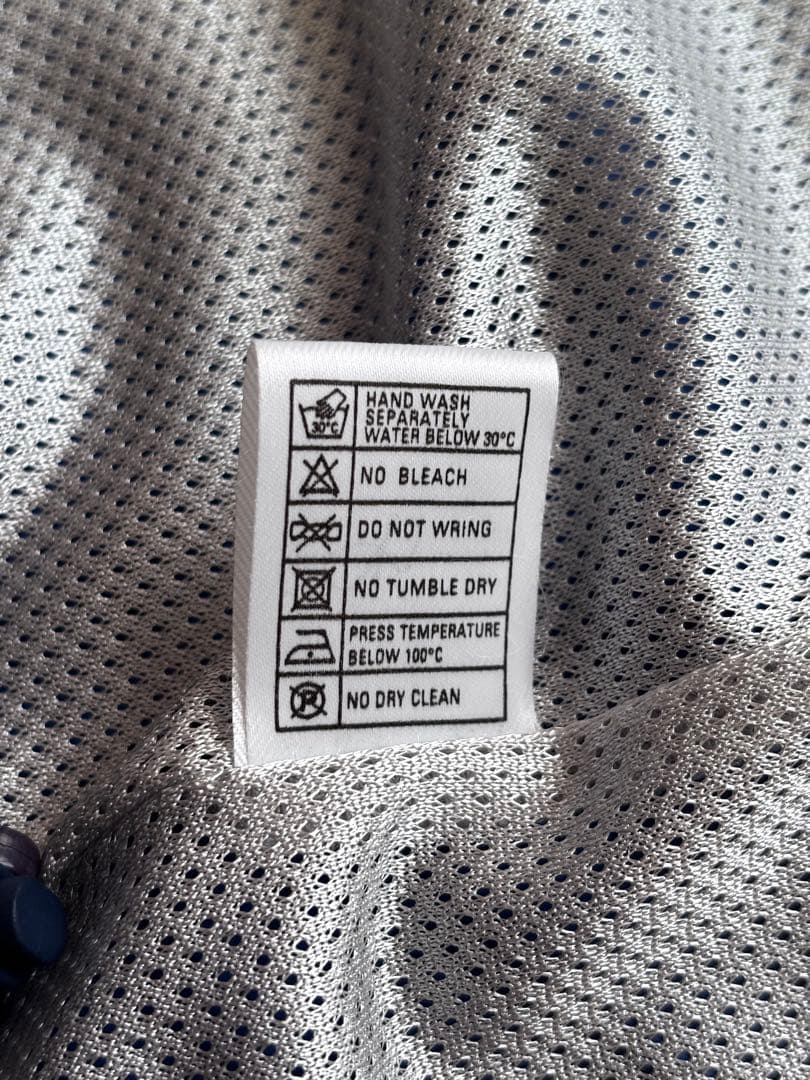 30°C
HAND WASH
SEPARATELY
WATER BELOW 30°C
NO BLEACH
DO NOT WRING
NO TUMBLE DRY
PRESS TEMPERATURE
BELOW 100°C
P
NO DRY CLEAN